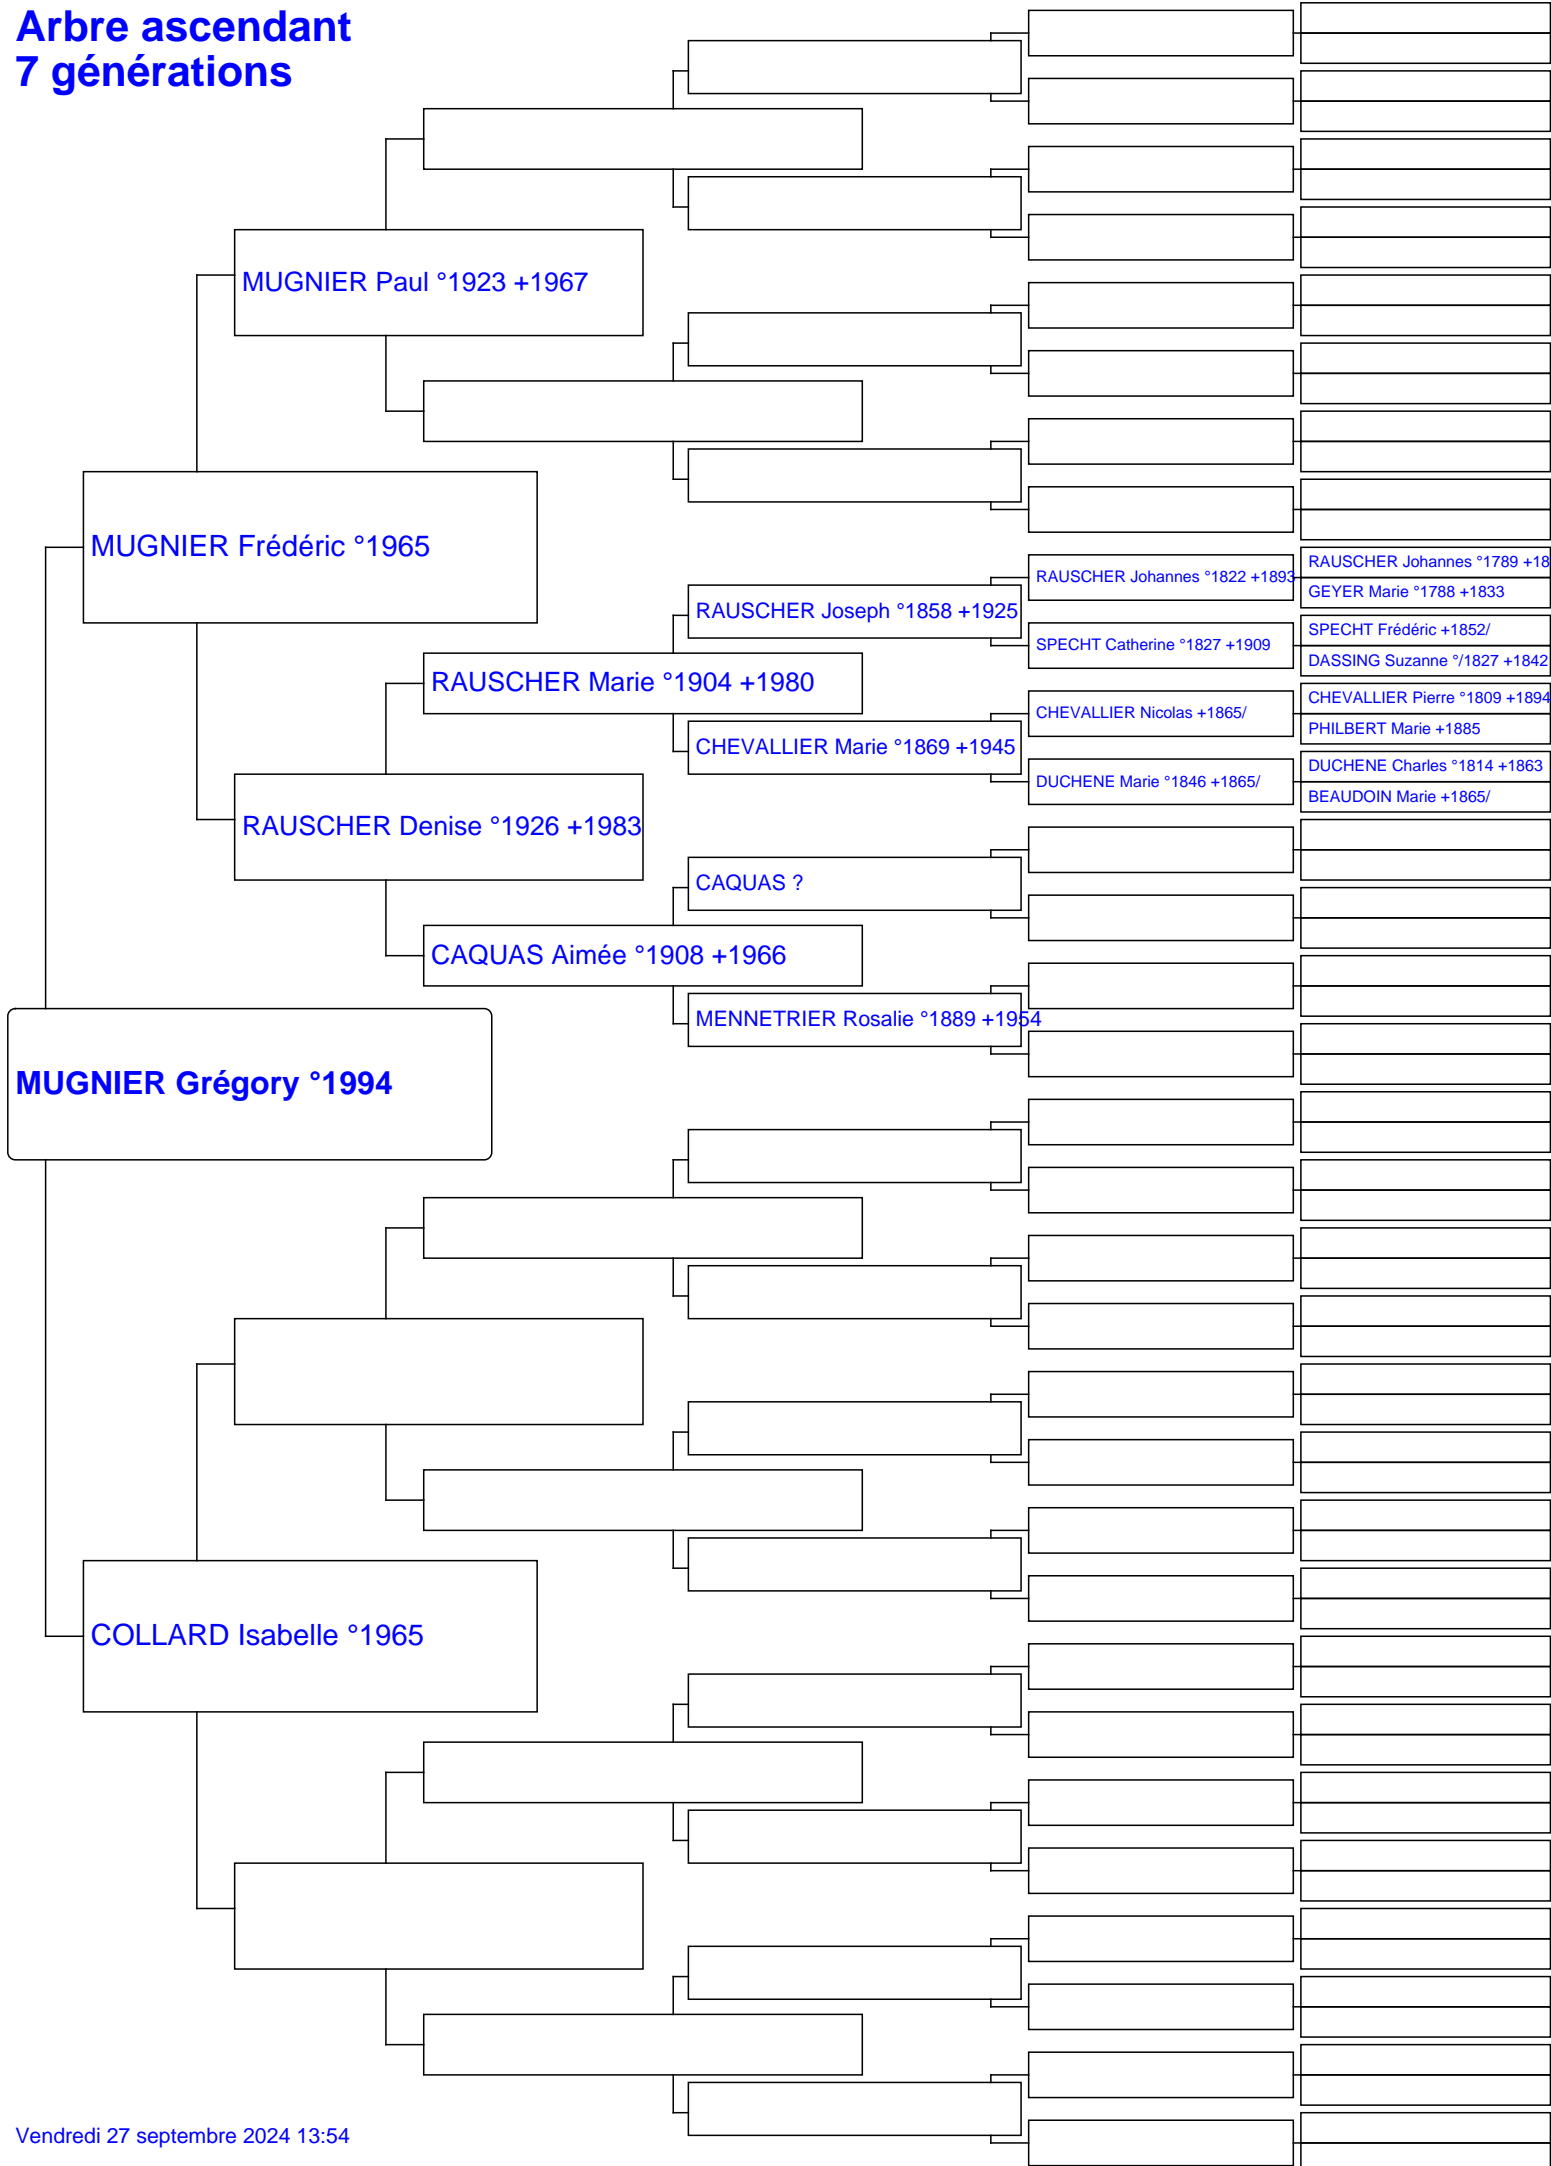 Arbre ascendant
7 générations
MUGNIER Paul °1923 +1967
MUGNIER Frédéric °1965
RAUSCHER Johannes °1789 +18
RAUSCHER Johannes °1822 +1893
GEYER Marie °1788 +1833
RAUSCHER Joseph °1858 +1925
SPECHT Frédéric +1852/
SPECHT Catherine °1827 +1909
DASSING Suzanne °/1827 +1842
RAUSCHER Marie °1904 +1980
CHEVALLIER Pierre °1809 +1894
CHEVALLIER Nicolas +1865/
PHILBERT Marie +1885
CHEVALLIER Marie °1869 +1945
DUCHENE Charles °1814 +1863
DUCHENE Marie °1846 +1865/
BEAUDOIN Marie +1865/
RAUSCHER Denise °1926 +1983
CAQUAS ?
CAQUAS Aimée °1908 +1966
MENNETRIER Rosalie °1889 +1954
MUGNIER Grégory °1994
COLLARD Isabelle °1965
Vendredi 27 septembre 2024 13:54